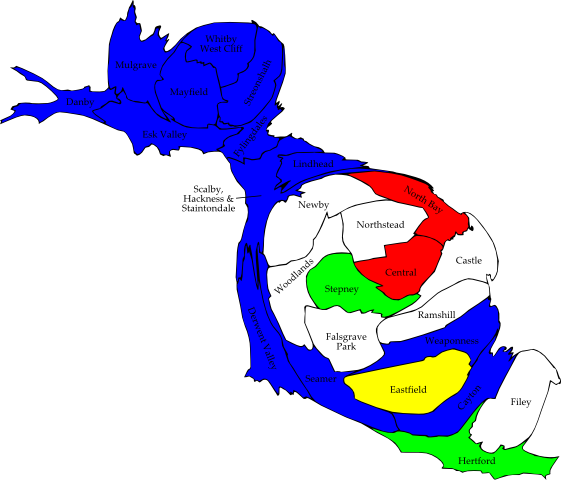 Whitby,
West Cliff
Mulgrave
Streonshalh
Mayfield
Danby
Esk Valley
Fylingdales
Lindhead
Scalby,
Hackness &
Staintondale
North Bay
Newby
Northstead
Castle
Woodlands
Central
Stepney
Ramshill
Falsgrave
Park
Weaponness
Derwent Valley
Seamer
Eastfield
Cayton
Filey
Hertford